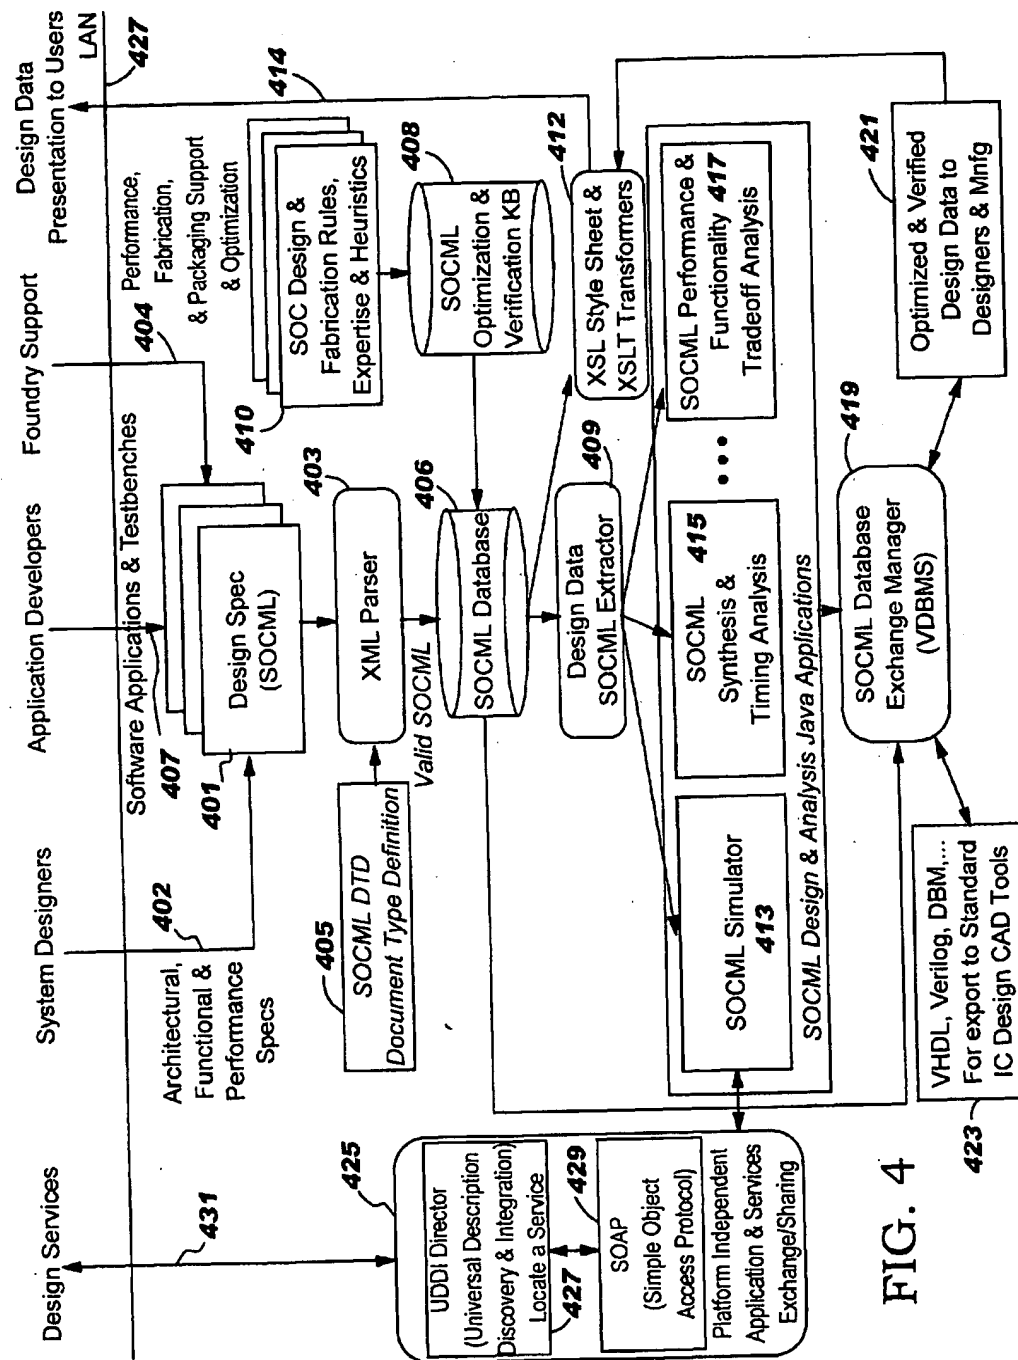 Design Services
System Designers
Application Developers
Foundry Support
Design Data
Presentation to Users
LAN
427
431
402
Architectural,
Functional &
Performance
Specs
Software Applications & Testbenches
407
404
Performance,
Fabrication,
& Packaging Support
& Optimization
414
401
Design Spec
(SOCML)
410
SOC Design &
Fabrication Rules,
Expertise & Heuristics
405
SOCML DTD
Document Type Definition
XML Parser
403
Valid SOCML
406
SOCML Database
408
SOCML
Optimization &
Verification KB
425
UDDI Director
(Universal Description
Discovery & Integration)
Locate a Service
427
429
SOAP
(Simple Object
Access Protocol)
Platform Independent
Application & Services
Exchange/Sharing
Design Data
SOCML Extractor
409
412
XSL Style Sheet &
XSLT Transformers
SOCML Simulator
413
SOCML 415
Synthesis &
Timing Analysis
SOCML Performance &
Functionality 417
Tradeoff Analysis
SOCML Design & Analysis Java Applications
SOCML Database
Exchange Manager
(VDBMS)
419
421
Optimized & Verified
Design Data to
Designers & Mnfg
VHDL, Verilog, DBM,...
For export to Standard
IC Design CAD Tools
423
FIG. 4